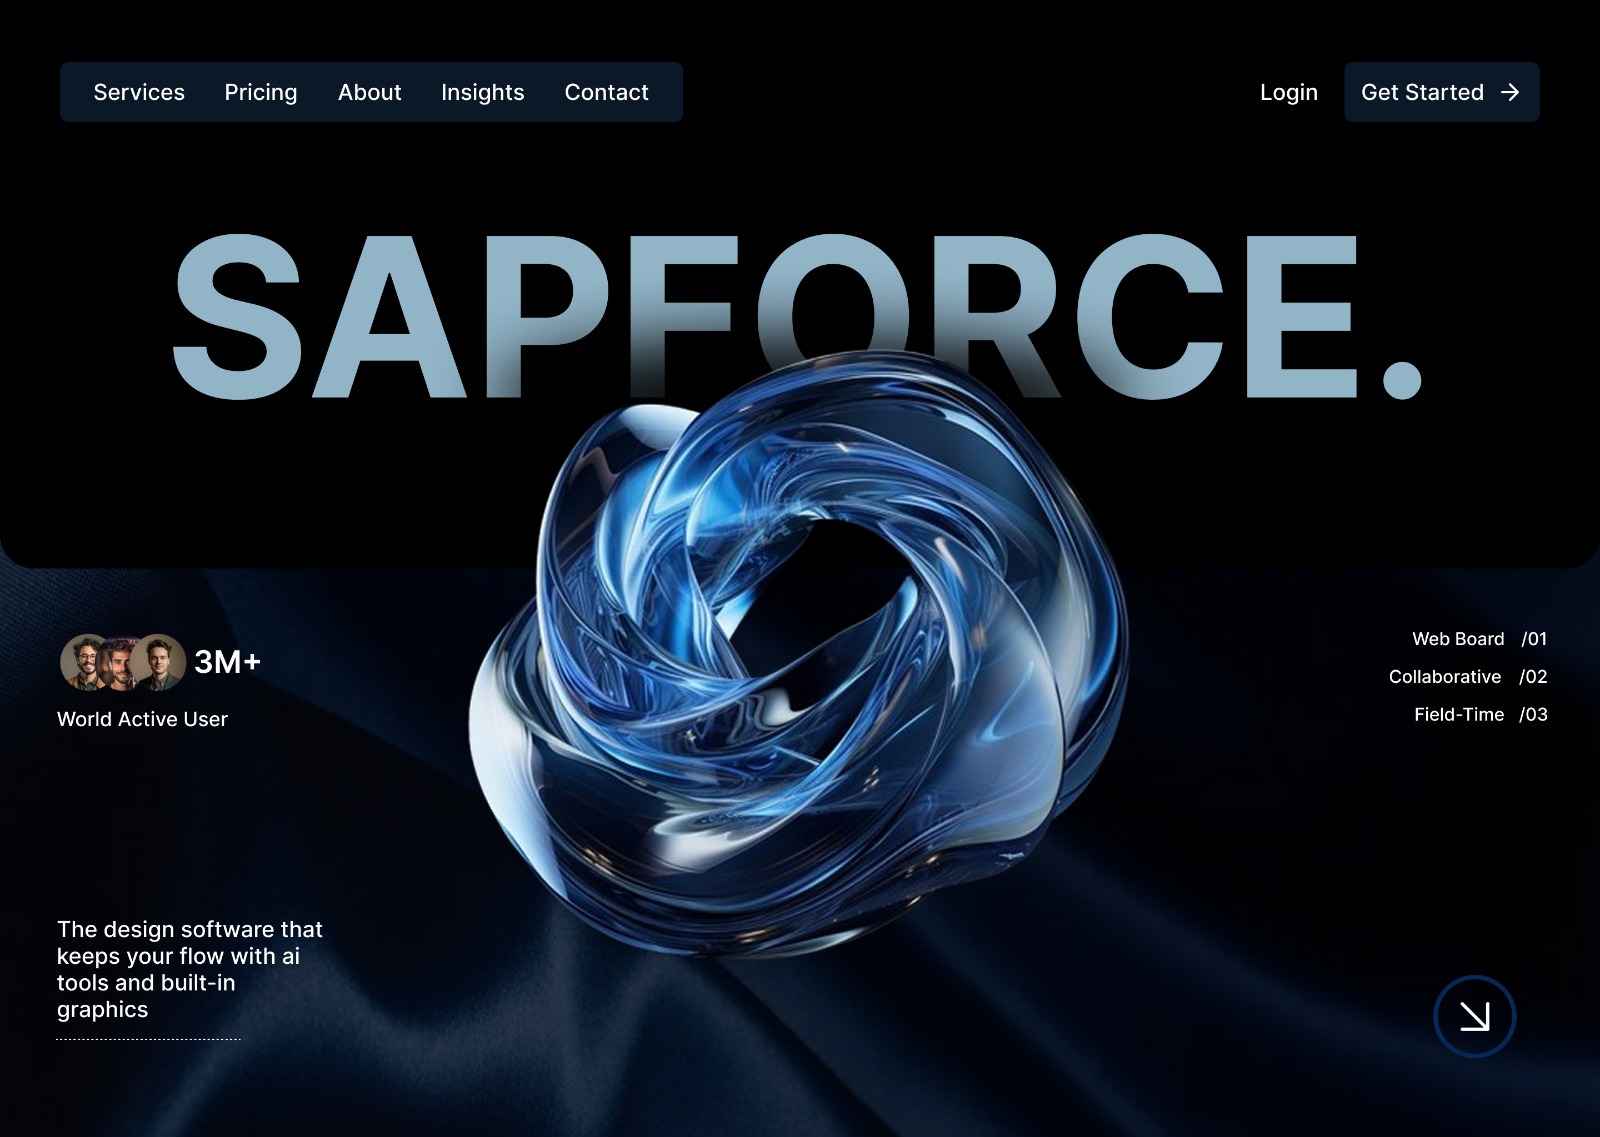 Services Pricing About Insights Contact Login Get Started
SAPFORCE.
3M+
World Active User
Web Board /01
Collaborative /02
Field-Time /03
The design software that
keeps your flow with ai
tools and built-in
graphics